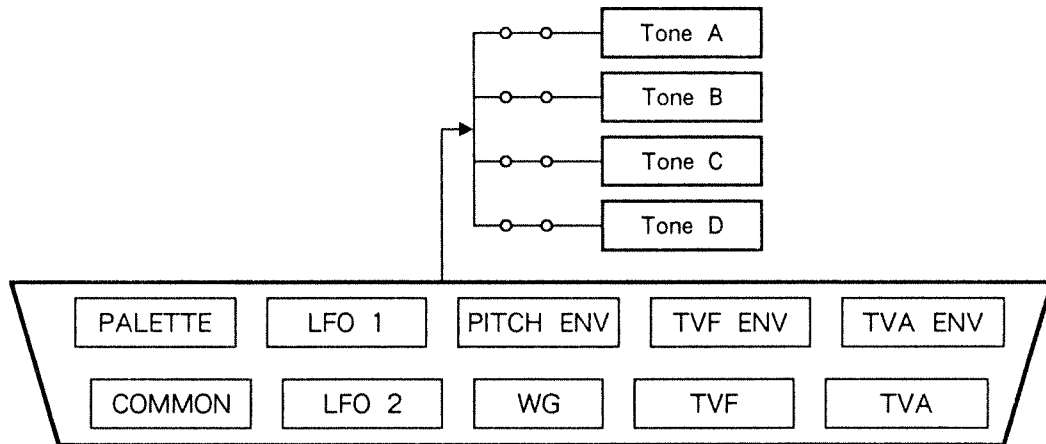 Tone A
Tone B
Tone C
Tone D
PALETTE LFO 1 PITCH ENV TVF ENV TVA ENV
COMMON LFO 2 WG TVF TVA